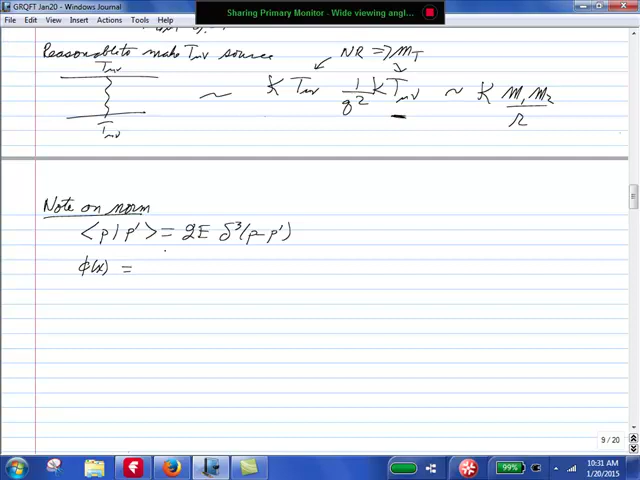 GRQFT Jan20 - Windows Journal
Sharing Primary Monitor - Wide viewing angl...
File Edit View Insert Actions Tools Help
Reasonable to make Tμν source
NR ⇒ m_T
Tμν
~ K Tμν 1/q² K Tμν ~ K m₁ m₂ / r
Tμν
Note on norm
<p|p'> = 2E δ³(p-p')
φ(x) =
9 / 20
99%
10:31 AM
1/20/2015